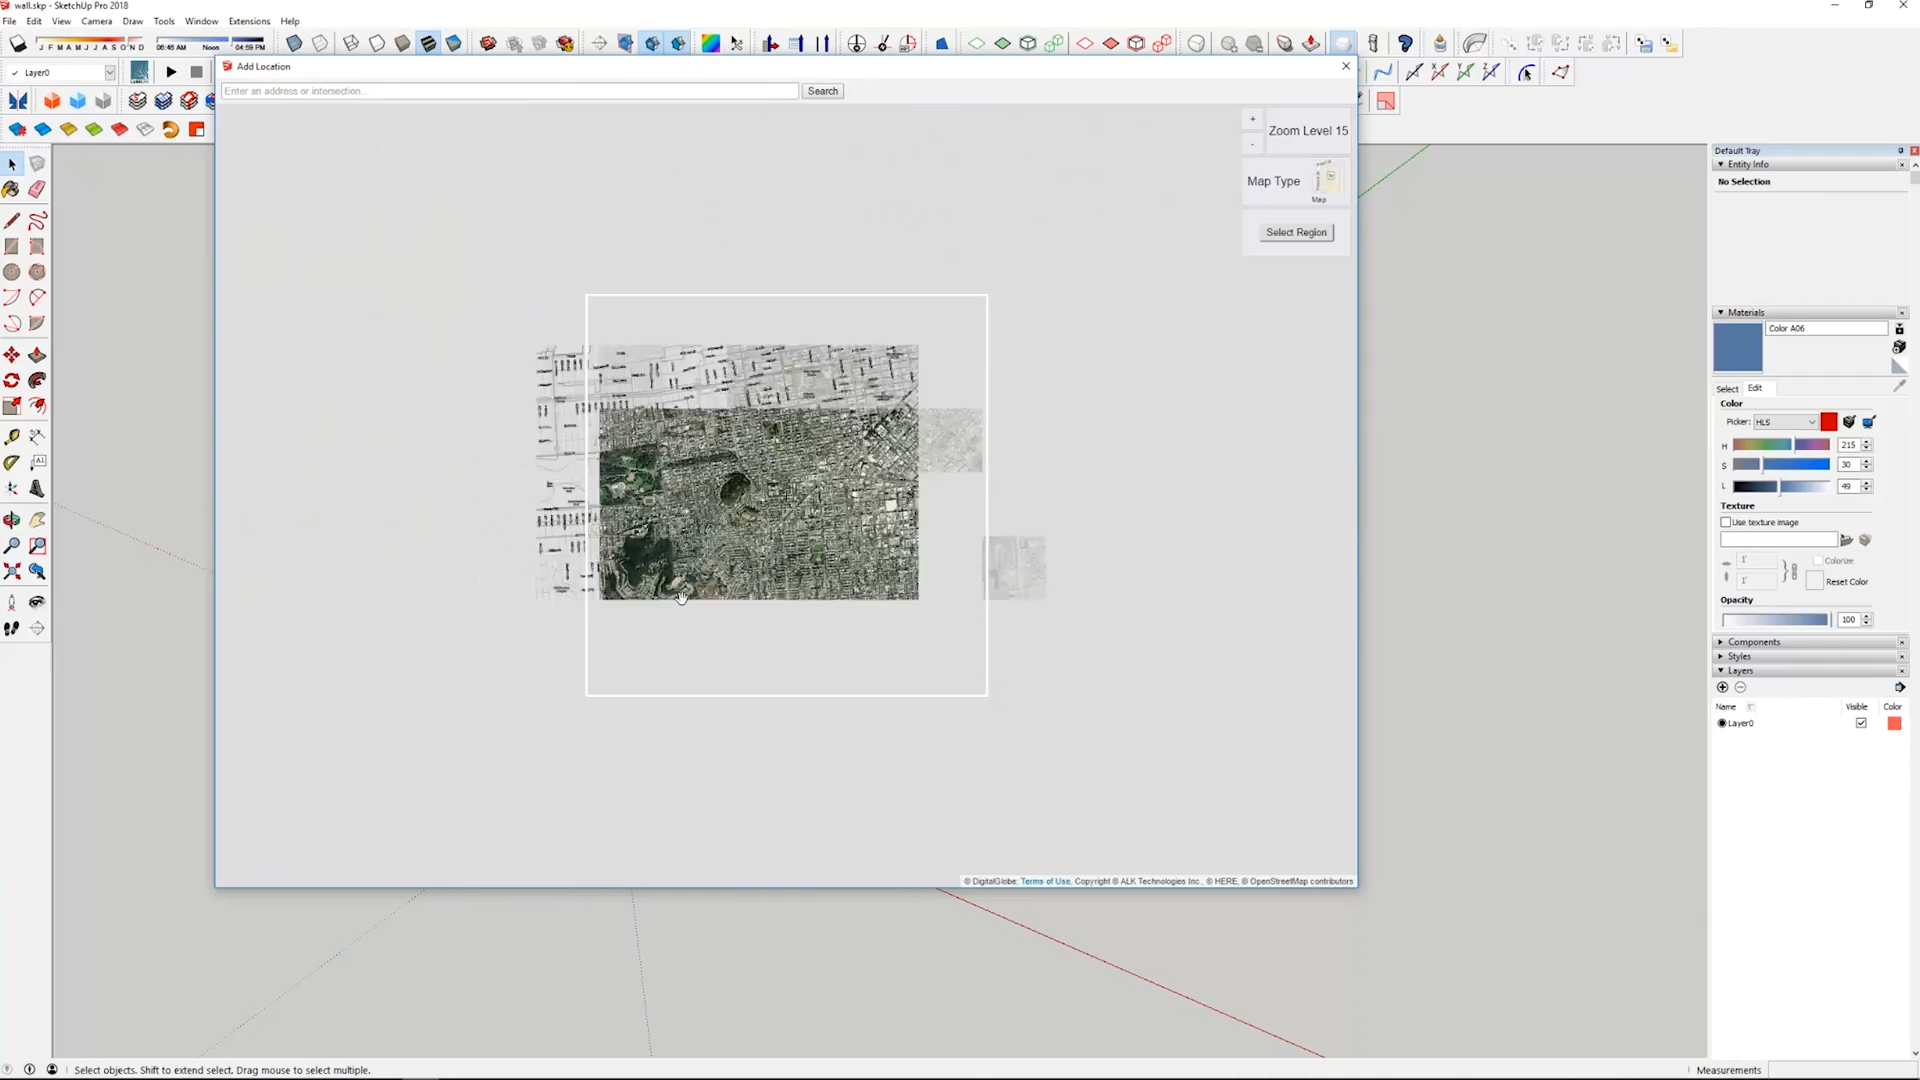 wall.skp - SketchUp Pro 2018
File Edit View Camera Draw Tools Window Extensions Help
J F M A M J J A S O N D
06:48 AM Noon 04:59 PM
Layer0
Add Location
Enter an address or intersection...
Search
+
Zoom Level 15
-
Map Type
Map
Select Region
© DigitalGlobe; Terms of Use, Copyright © ALK Technologies Inc., © HERE, © OpenStreetMap contributors
Default Tray
Entity Info
No Selection
Materials
Color A06
Select Edit
Color
Picker: HLS
H 215
S 30
L 49
Texture
Use texture image
1'
Colorize
1'
Reset Color
Opacity
100
Components
Styles
Layers
Name Visible Color
Layer0
Select objects. Shift to extend select. Drag mouse to select multiple.
Measurements